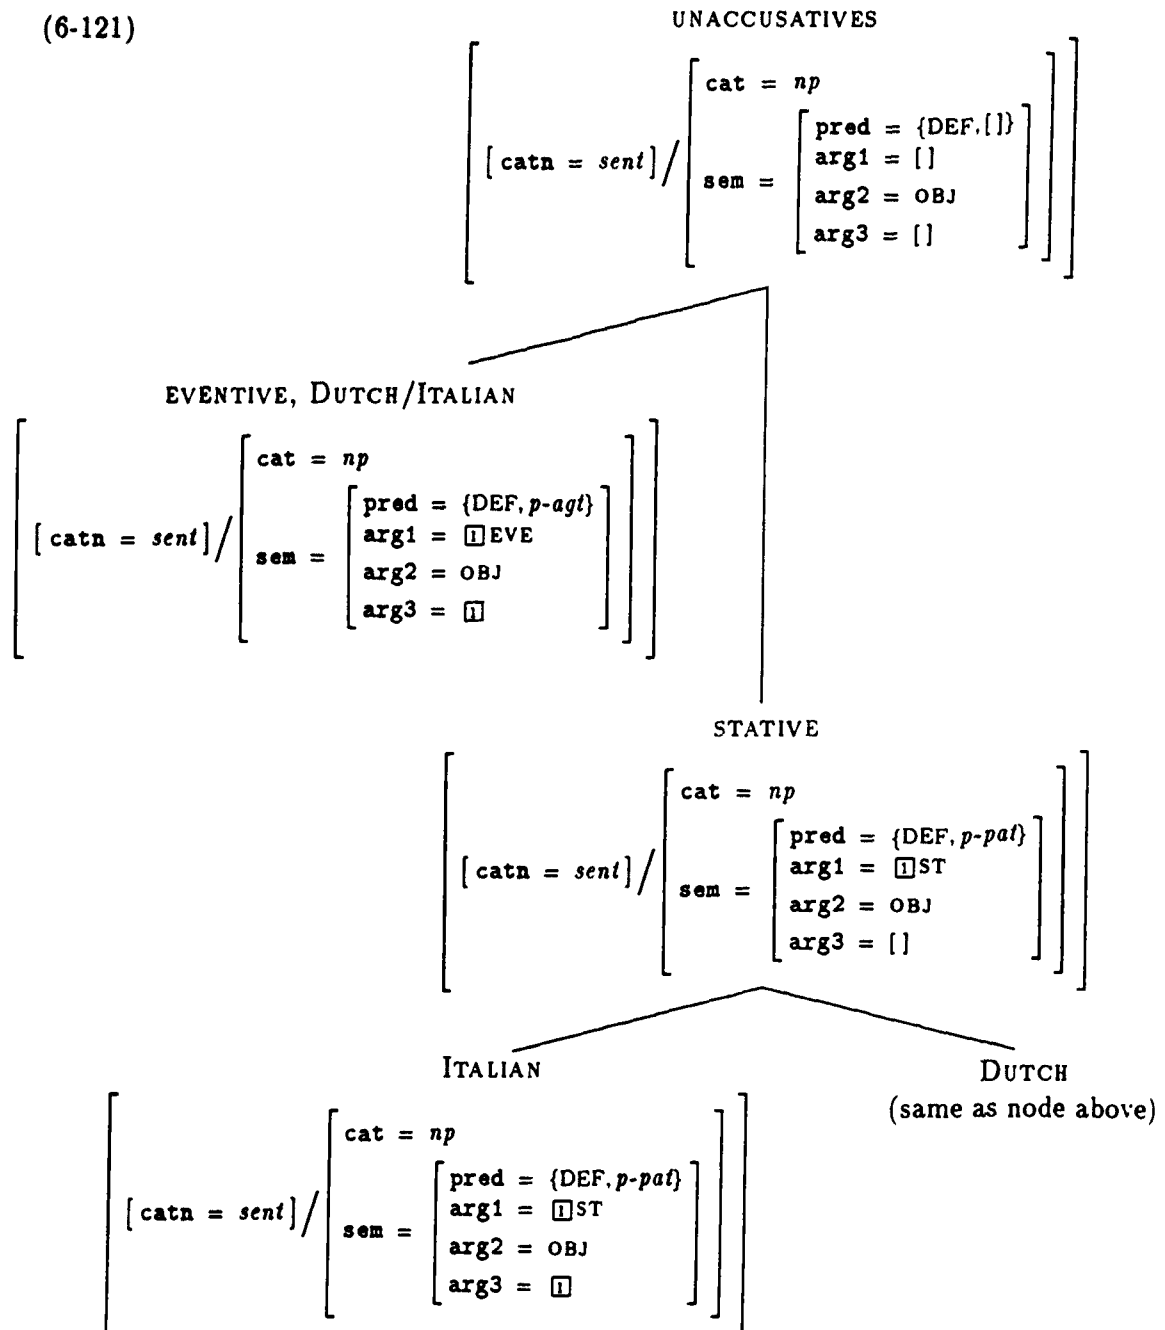 (6-121)
UNACCUSATIVES
cat = np
pred = {DEF, []}
[catn = sent] /
arg1 = []
sem =
arg2 = OBJ
arg3 = []
EVENTIVE, DUTCH/ITALIAN
cat = np
pred = {DEF, p-agt}
arg1 = 1 EVE
[catn = sent] /
sem =
arg2 = OBJ
arg3 = 1
STATIVE
cat = np
pred = {DEF, p-pat}
arg1 = 1 ST
[catn = sent] /
sem =
arg2 = OBJ
arg3 = []
ITALIAN
DUTCH
(same as node above)
cat = np
pred = {DEF, p-pat}
arg1 = 1 ST
[catn = sent] /
sem =
arg2 = OBJ
arg3 = 1